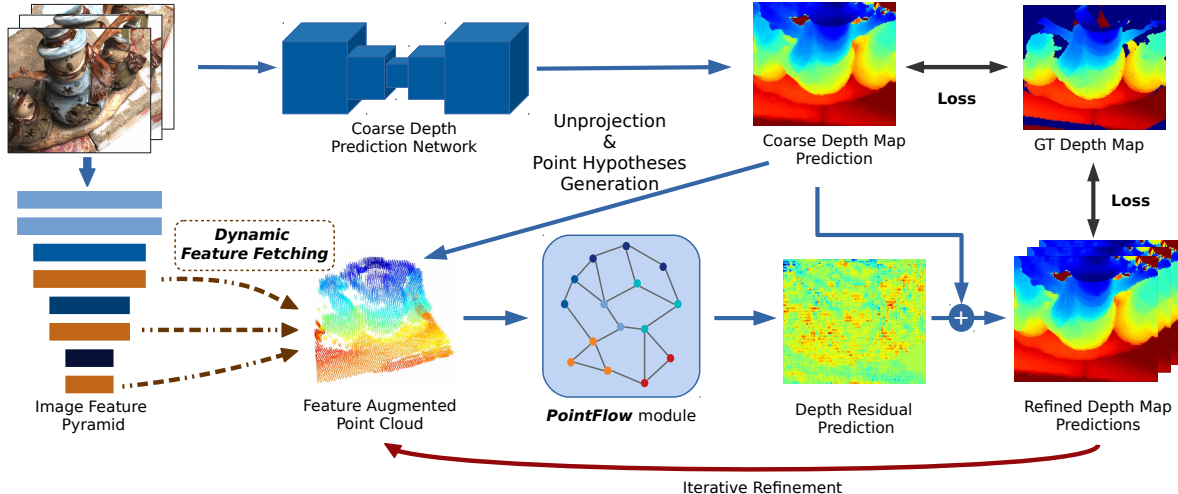 Coarse Depth
Prediction Network
Unprojection
&
Point Hypotheses
Generation
Coarse Depth Map
Prediction
Loss
GT Depth Map
Loss
Dynamic
Feature Fetching
Image Feature
Pyramid
Feature Augmented
Point Cloud
PointFlow module
Depth Residual
Prediction
+
Refined Depth Map
Predictions
Iterative Refinement